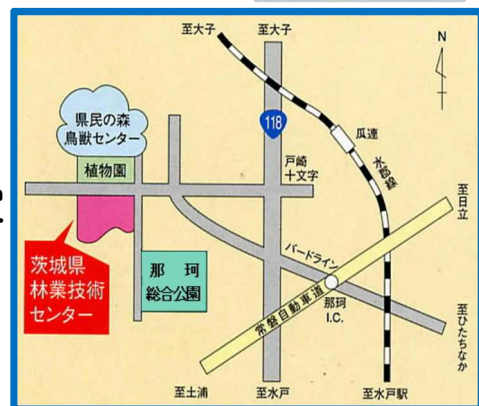 至大子
至大子
N
県民の森
鳥獣センター
118
瓜連
植物園
戸崎
十文字
水郡線
至日立
バードライン
茨城県
林業技術
センター
那 珂
総合公園
常磐自動車道
那珂
I.C.
至ひたちなか
至土浦
至水戸
至水戸駅